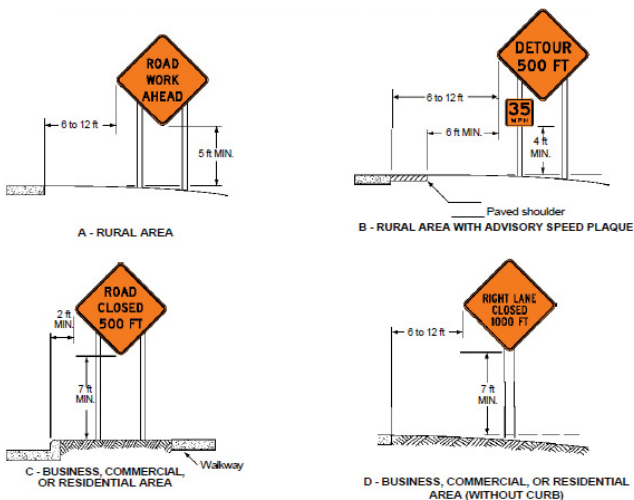 ROAD
WORK
AHEAD
6 to 12 ft
5 ft MIN.
A - RURAL AREA
DETOUR
500 FT
35
MPH
6 to 12 ft
6 ft MIN.
4 ft
MIN.
Paved shoulder
B - RURAL AREA WITH ADVISORY SPEED PLAQUE
ROAD
CLOSED
500 FT
2 ft
MIN.
7 ft
MIN.
Walkway
C - BUSINESS, COMMERCIAL,
OR RESIDENTIAL AREA
RIGHT LANE
CLOSED
1000 FT
6 to 12 ft
7 ft
MIN.
D - BUSINESS, COMMERCIAL, OR RESIDENTIAL
AREA (WITHOUT CURB)